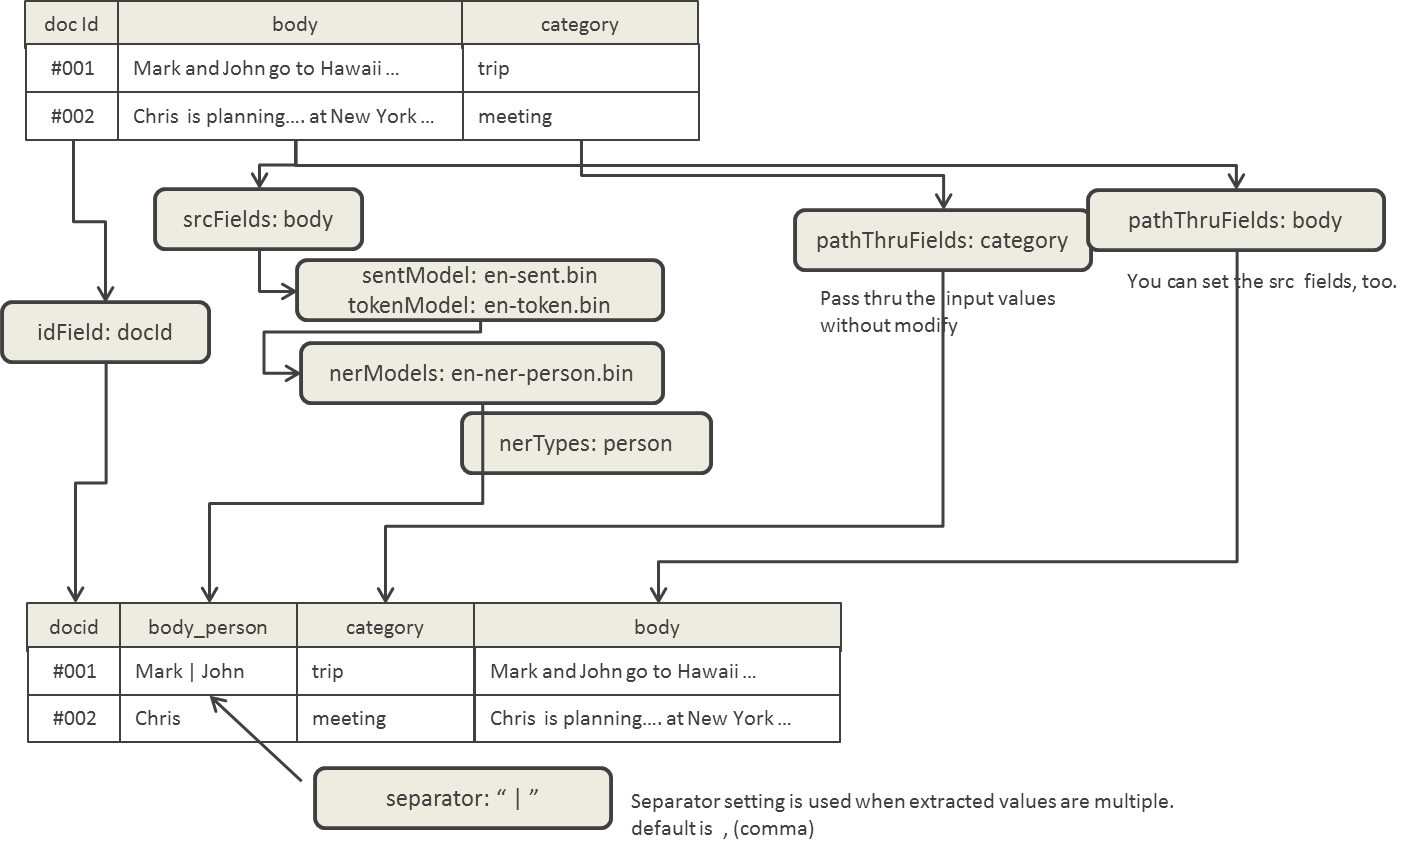 doc Id body category
#001 Mark and John go to Hawaii ... trip
#002 Chris is planning.... at New York ... meeting
srcFields: body
pathThruFields: category
pathThruFields: body
sentModel: en-sent.bin
tokenModel: en-token.bin
You can set the src fields, too.
Pass thru the input values
without modify
idField: docId
nerModels: en-ner-person.bin
nerTypes: person
docid body_person category body
#001 Mark | John trip Mark and John go to Hawaii ...
#002 Chris meeting Chris is planning.... at New York ...
separator: “ | ”
Separator setting is used when extracted values are multiple.
default is , (comma)